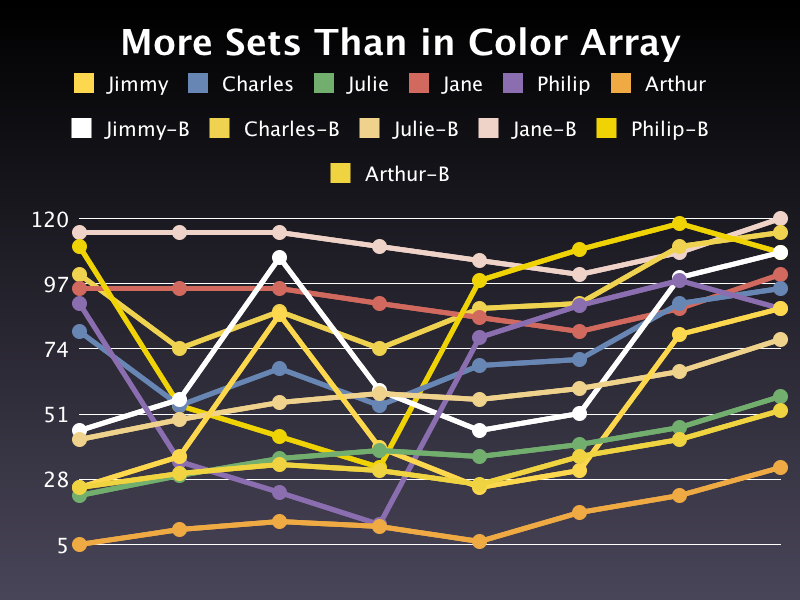 More Sets Than in Color Array
Jimmy Charles Julie Jane Philip Arthur
Jimmy-B Charles-B Julie-B Jane-B Philip-B
Arthur-B
120
97
74
51
28
5